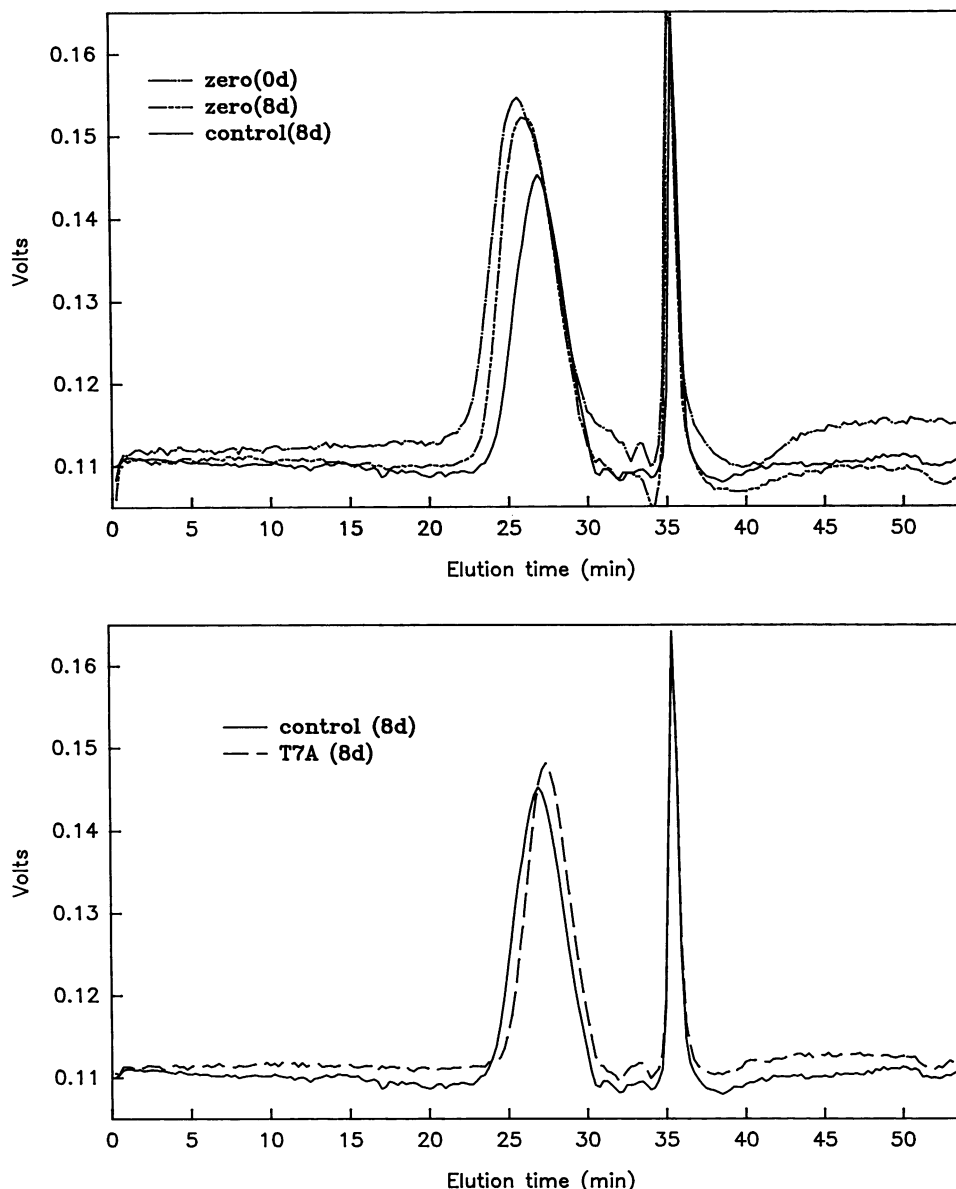 0.16
0.15
0.14
0.13
0.12
0.11
Volts
zero(0d)
zero(8d)
control(8d)
0 5 10 15 20 25 30 35 40 45 50
Elution time (min)
0.16
0.15
0.14
0.13
0.12
0.11
Volts
control (8d)
T7A (8d)
0 5 10 15 20 25 30 35 40 45 50
Elution time (min)